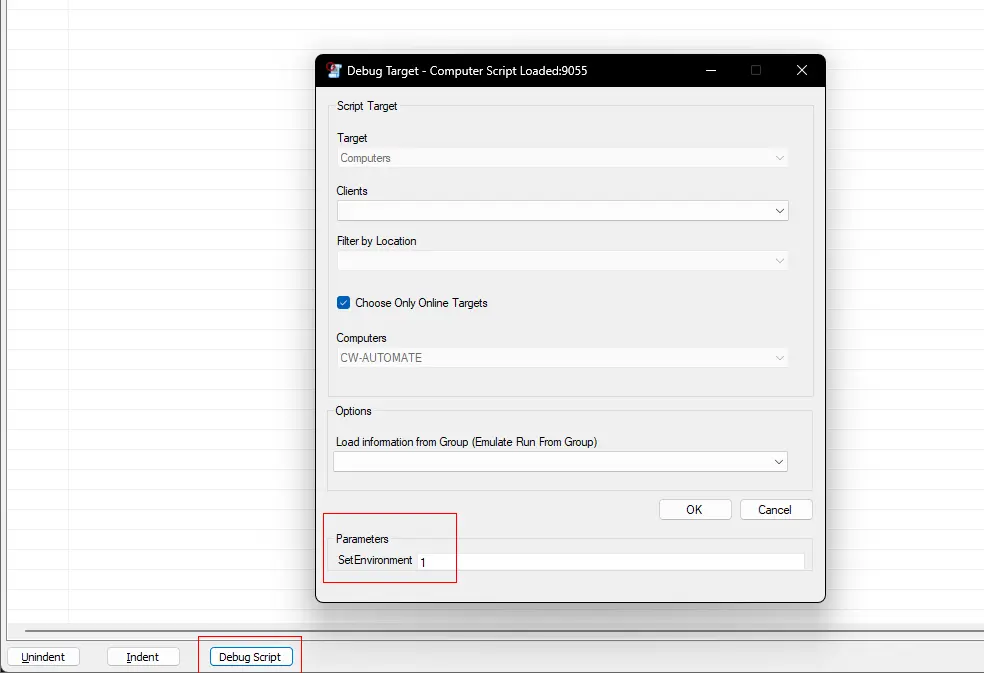 Debug Target - Computer Script Loaded:9055
Script Target
Target
Computers
Clients
Filter by Location
Choose Only Online Targets
Computers
CW-AUTOMATE
Options
Load information from Group (Emulate Run From Group)
OK Cancel
Parameters
SetEnvironment 1
Unindent Indent Debug Script